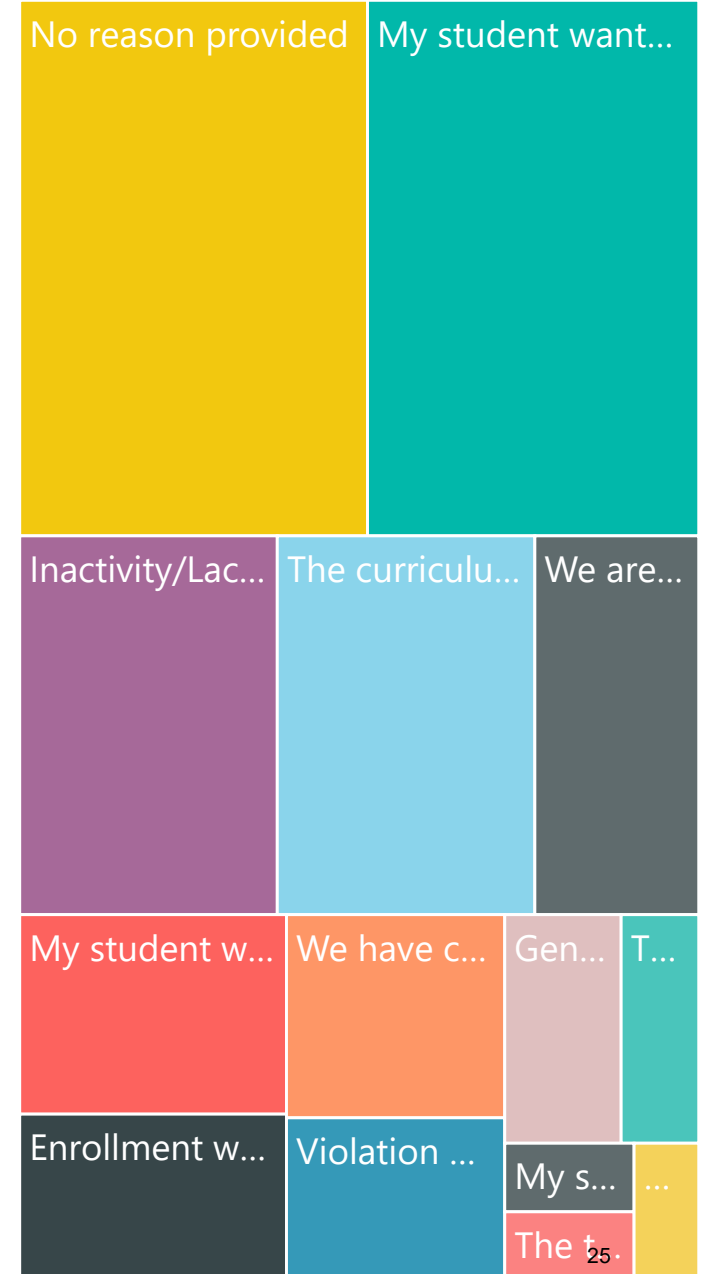 No reason provided
My student want...
Inactivity/Lac...
The curriculu...
We are...
My student w...
We have c...
Gen...
T...
Enrollment w...
Violation ...
My s...
...
The t...
25